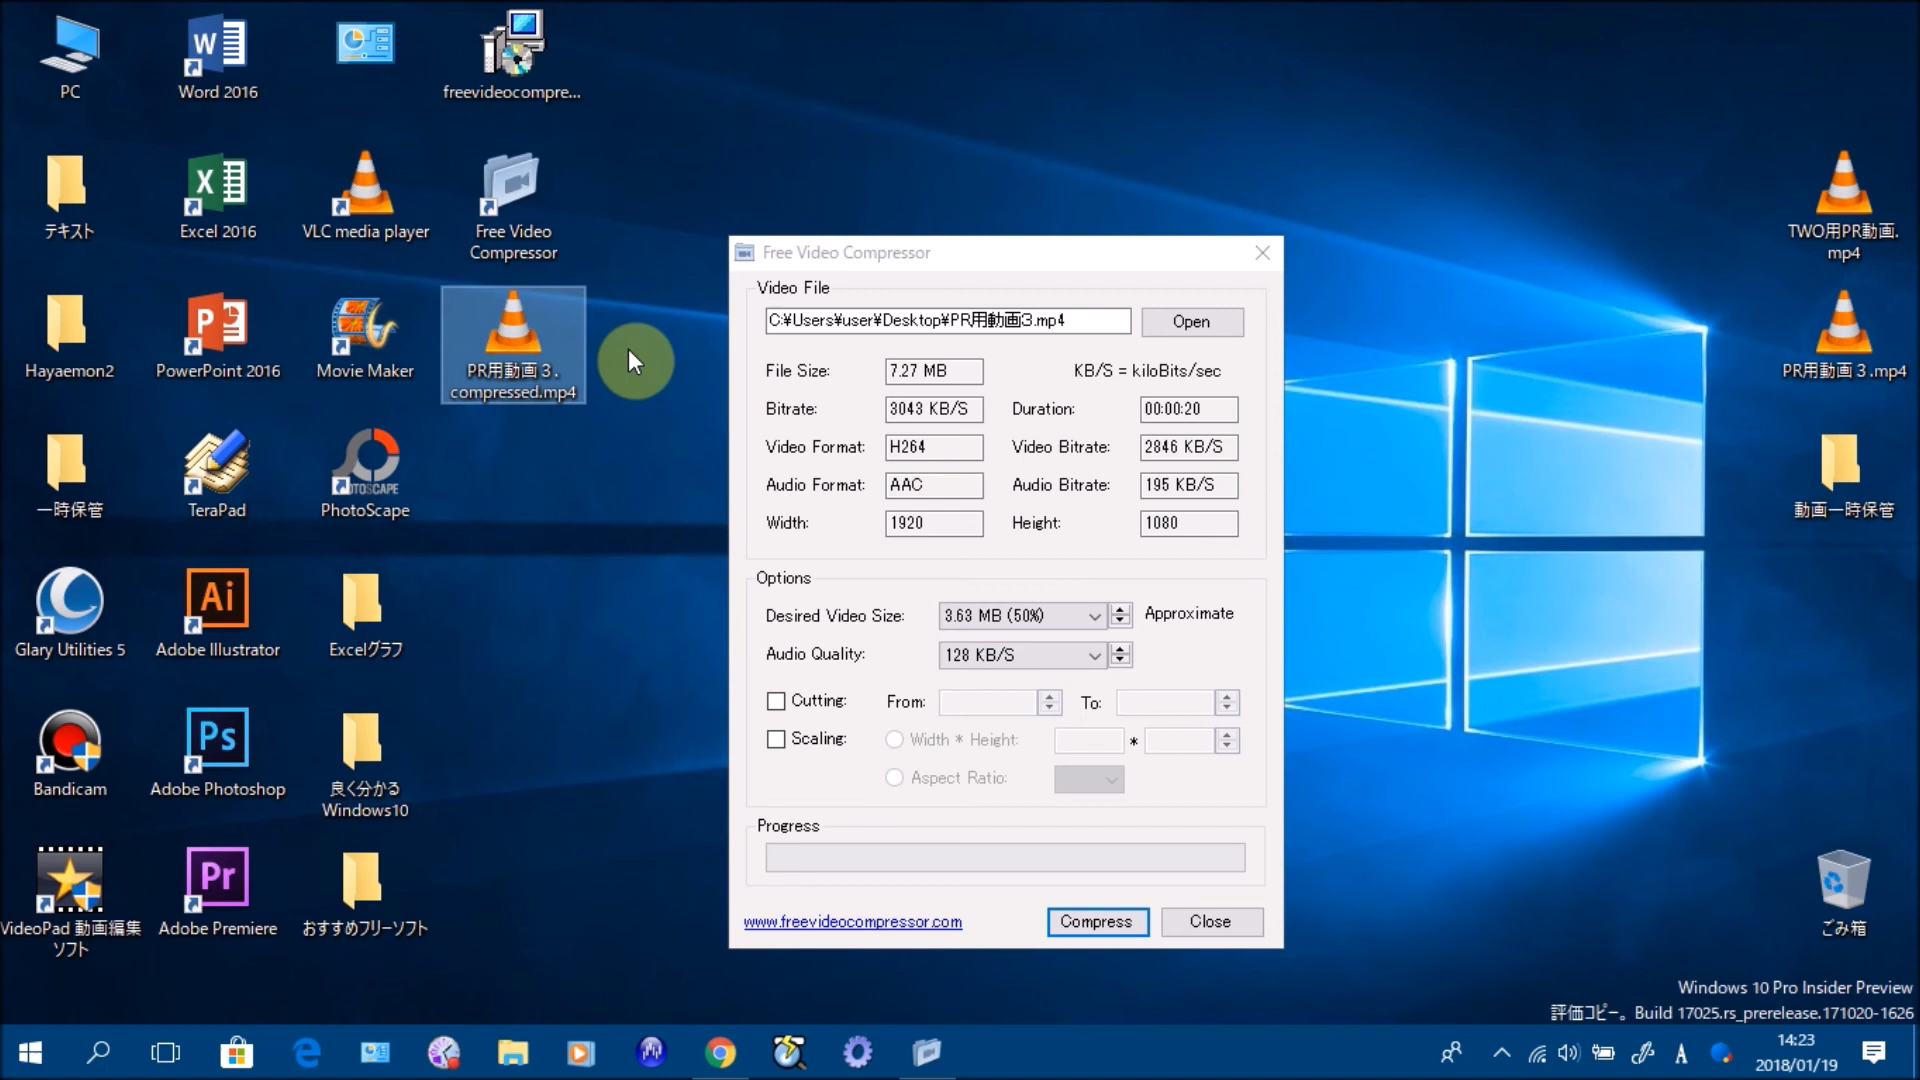 PC
Word 2016
freevideocompre...
テキスト
Excel 2016
VLC media player
Free Video
Compressor
TWO用PR動画.
mp4
Hayaemon2
PowerPoint 2016
Movie Maker
PR用動画３.
compressed.mp4
PR用動画３.mp4
一時保管
TeraPad
PHOTOSCAPE
PhotoScape
動画一時保管
Glary Utilities 5
Ai
Adobe Illustrator
Excelグラフ
Bandicam
Ps
Adobe Photoshop
良く分かる
Windows10
VideoPad 動画編集
ソフト
Pr
Adobe Premiere
おすすめフリーソフト
ごみ箱
Free Video Compressor
Video File
C:¥Users¥user¥Desktop¥PR用動画３.mp4
Open
File Size: 7.27 MB KB/S = kiloBits/sec
Bitrate: 3043 KB/S Duration: 00:00:20
Video Format: H264 Video Bitrate: 2846 KB/S
Audio Format: AAC Audio Bitrate: 195 KB/S
Width: 1920 Height: 1080
Options
Desired Video Size: 3.63 MB (50%) Approximate
Audio Quality: 128 KB/S
Cutting: From: To:
Scaling: Width * Height: *
Aspect Ratio:
Progress
www.freevideocompressor.com
Compress
Close
Windows 10 Pro Insider Preview
評価コピー。Build 17025.rs_prerelease.171020-1626
A
14:23
2018/01/19